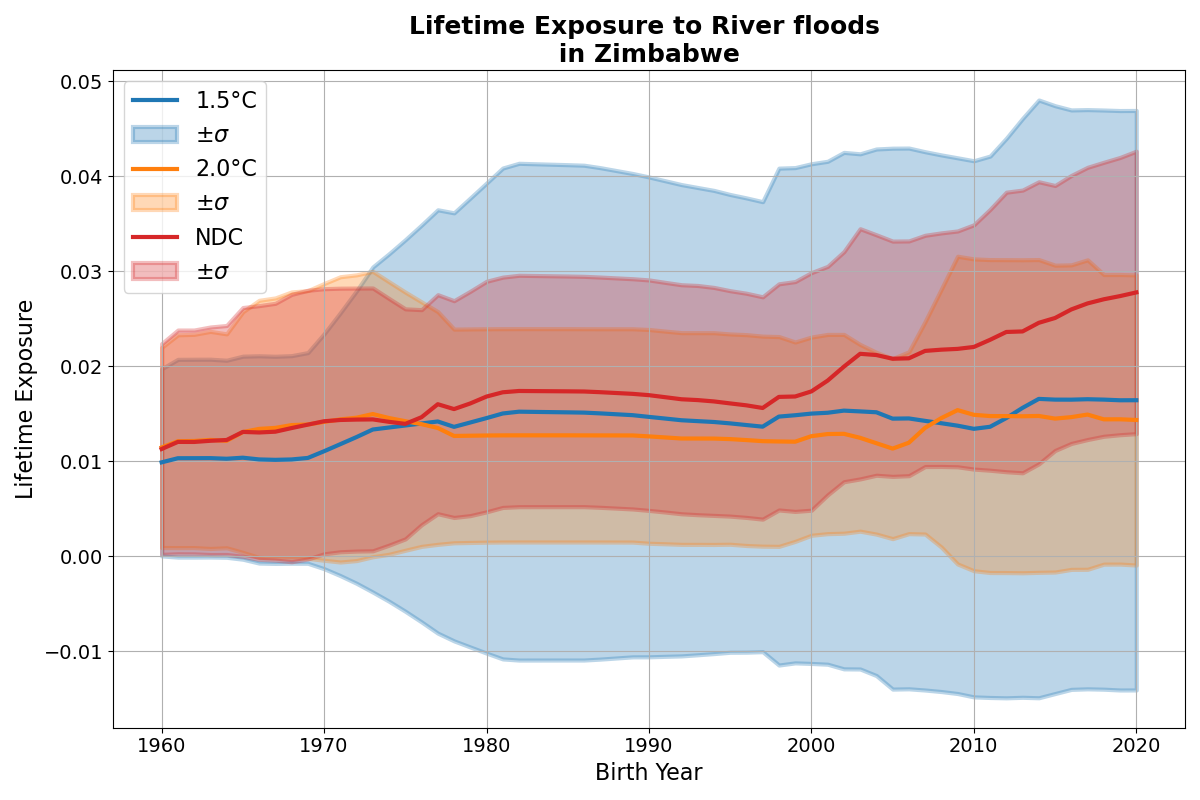 Lifetime Exposure to River floods
in Zimbabwe
0.05
0.04
0.03
0.02
0.01
0.00
−0.01
Lifetime Exposure
1.5°C
±σ
2.0°C
±σ
NDC
±σ
1960
1970
1980
1990
2000
2010
2020
Birth Year